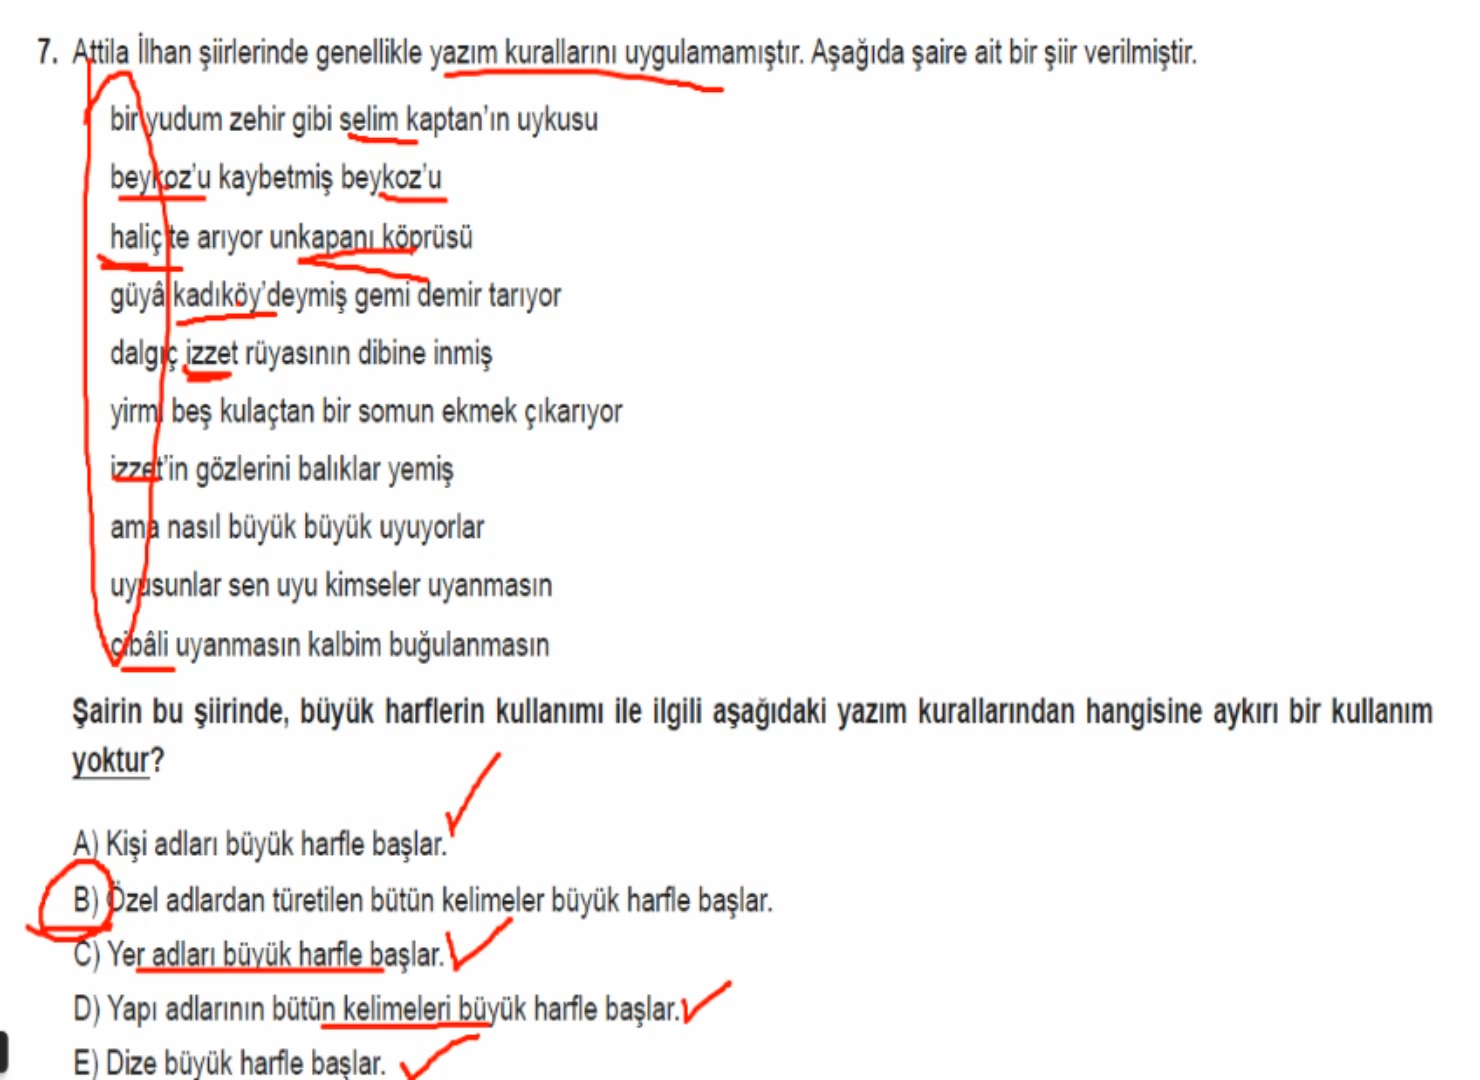 7. Attila İlhan şiirlerinde genellikle yazım kurallarını uygulamamıştır. Aşağıda şaire ait bir şiir verilmiştir.
bir yudum zehir gibi selim kaptan'ın uykusu
beykoz'u kaybetmiş beykoz'u
haliç'te arıyor unkapanı köprüsü
güyâ kadıköy'deymiş gemi demir tarıyor
dalgıç izzet rüyasının dibine inmiş
yirmi beş kulaçtan bir somun ekmek çıkarıyor
izzet'in gözlerini balıklar yemiş
ama nasıl büyük büyük uyuyorlar
uyusunlar sen uyu kimseler uyanmasın
cibâli uyanmasın kalbim buğulanmasın
Şairin bu şiirinde, büyük harflerin kullanımı ile ilgili aşağıdaki yazım kurallarından hangisine aykırı bir kullanım
yoktur?
A) Kişi adları büyük harfle başlar.
B) Özel adlardan türetilen bütün kelimeler büyük harfle başlar.
C) Yer adları büyük harfle başlar.
D) Yapı adlarının bütün kelimeleri büyük harfle başlar.
E) Dize büyük harfle başlar.